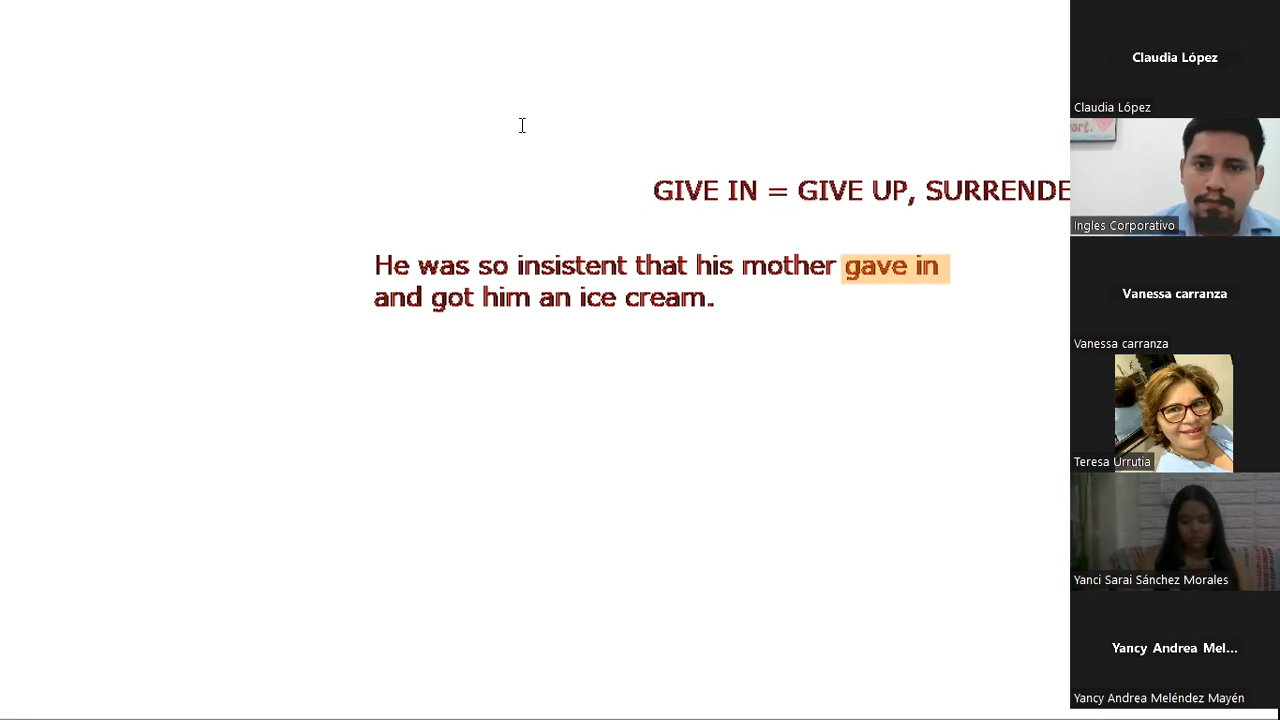 GIVE IN = GIVE UP, SURRENDE
He was so insistent that his mother gave in
and got him an ice cream.
Claudia López
Claudia López
art.
Ingles Corporativo
Vanessa carranza
Vanessa carranza
Teresa Urrutia
Yanci Sarai Sánchez Morales
Yancy Andrea Mel...
Yancy Andrea Meléndez Mayén